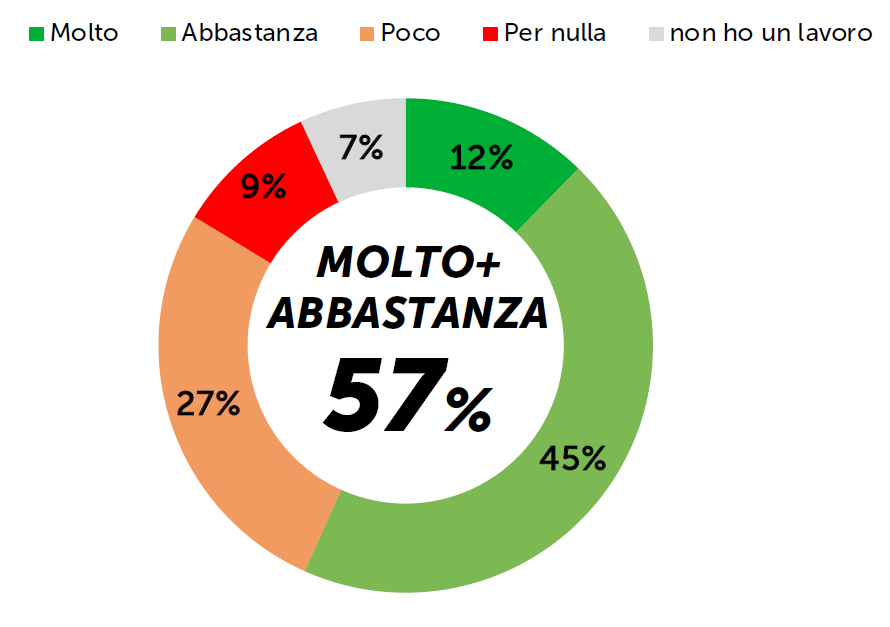 Molto Abbastanza Poco Per nulla non ho un lavoro
7% 12%
9%
MOLTO+
ABBASTANZA
57%
27%
45%